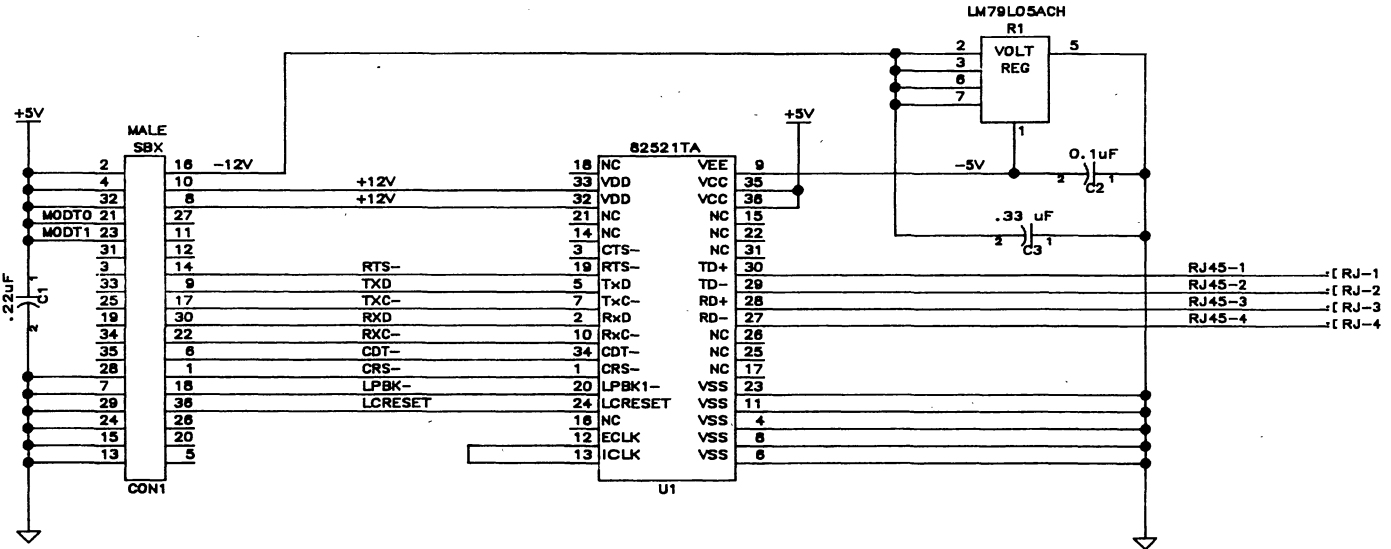 LM79L05ACH
R1
2 VOLT 5
3 REG
6
7
1
+5V
+5V
MALE
SBX
82521TA
2 16 -12V 18 NC VEE 9 -5V
4 10 +12V 33 VDD VCC 35
32 8 +12V 32 VDD VCC 36
MODT0 21 27 21 NC NC 15
MODT1 23 11 14 NC NC 22
31 12 3 CTS- NC 31
3 14 RTS- 19 RTS- TD+ 30 RJ45-1 :[ RJ-1
33 9 TXD 5 TxD TD- 29 RJ45-2 :[ RJ-2
25 17 TXC- 7 TxC- RD+ 28 RJ45-3 :[ RJ-3
19 30 RXD 2 RxD RD- 27 RJ45-4 :[ RJ-4
34 22 RXC- 10 RxC- NC 26
35 6 CDT- 34 CDT- NC 25
28 1 CRS- 1 CRS- NC 17
7 18 LPBK- 20 LPBK1- VSS 23
29 36 LCRESET 24 LCRESET VSS 11
24 26 16 NC VSS 4
15 20 12 ECLK VSS 8
13 5 13 ICLK VSS 6
CON1
U1
0.1uF
2 C2 1
.33 uF
2 C3 1
.22uF
1
C1
2